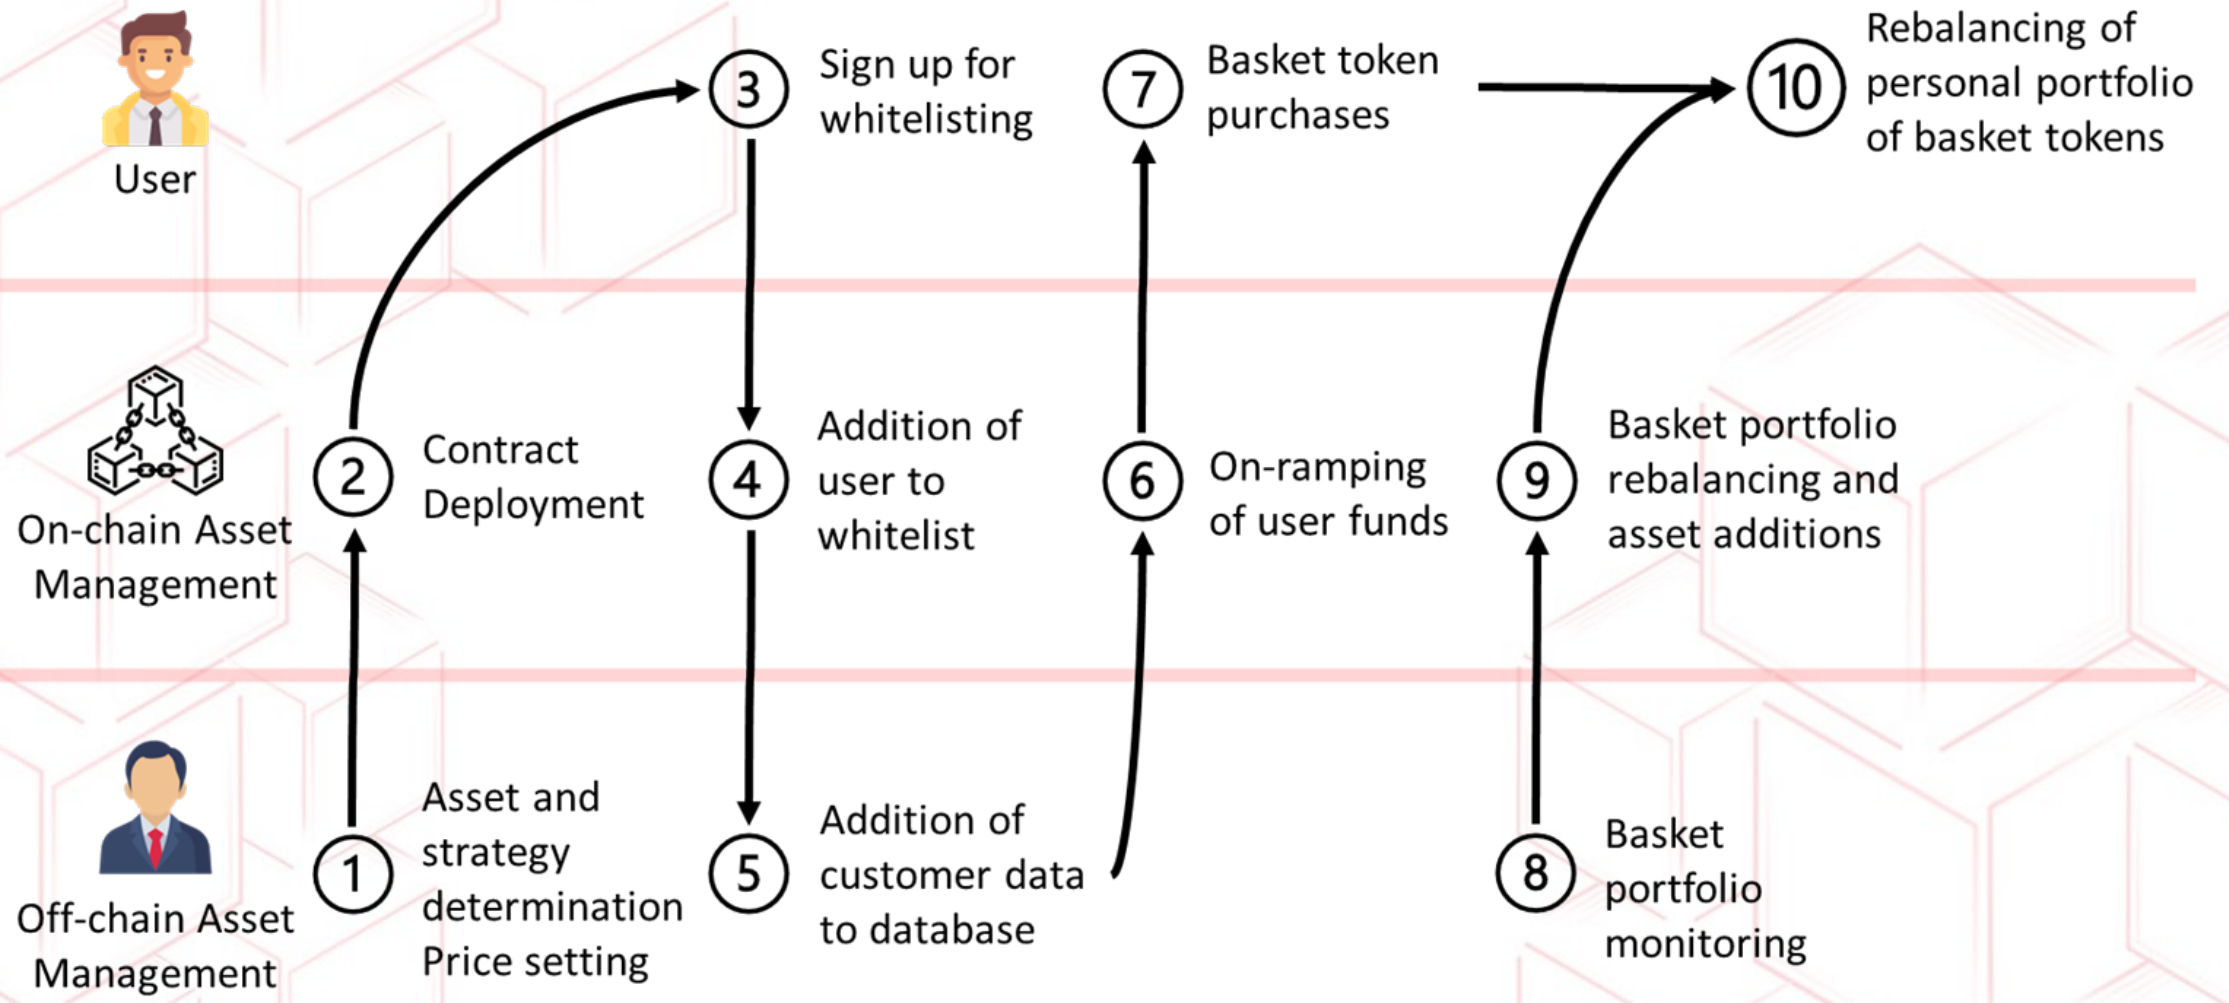 User
3
Sign up for
whitelisting
7
Basket token
purchases
10
Rebalancing of
personal portfolio
of basket tokens
On-chain Asset
Management
2
Contract
Deployment
4
Addition of
user to
whitelist
6
On-ramping
of user funds
9
Basket portfolio
rebalancing and
asset additions
Off-chain Asset
Management
1
Asset and
strategy
determination
Price setting
5
Addition of
customer data
to database
8
Basket
portfolio
monitoring